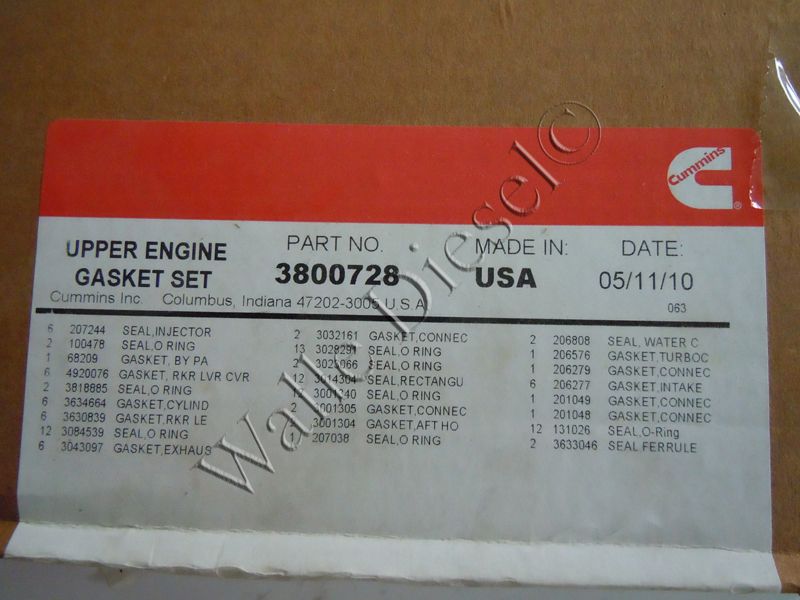 Cummins
UPPER ENGINE GASKET SET
PART NO. 3800728
MADE IN: USA
DATE: 05/11/10
063
Cummins Inc. Columbus, Indiana 47202-3005 U.S.A.
6 207244 SEAL,INJECTOR
2 100478 SEAL,O RING
1 68209 GASKET, BY PA
6 4920076 GASKET, RKR LVR CVR
2 3818885 SEAL,O RING
6 3634664 GASKET,CYLIND
6 3630839 GASKET,RKR LE
12 3084539 SEAL,O RING
6 3043097 GASKET,EXHAUS
2 3032161 GASKET,CONNEC
13 3028291 SEAL,O RING
2 SEAL,O RING
12 3014304 SEAL,RECTANGU
12 SEAL,O RING
2 3001305 GASKET,CONNEC
3001304 GASKET,AFT HO
207038 SEAL,O RING
2 206808 SEAL, WATER C
1 206576 GASKET,TURBOC
1 206279 GASKET,CONNEC
6 206277 GASKET,INTAKE
1 201049 GASKET,CONNEC
1 201048 GASKET,CONNEC
12 131026 SEAL,O-Ring
2 3633046 SEAL FERRULE
Walle Diesel©